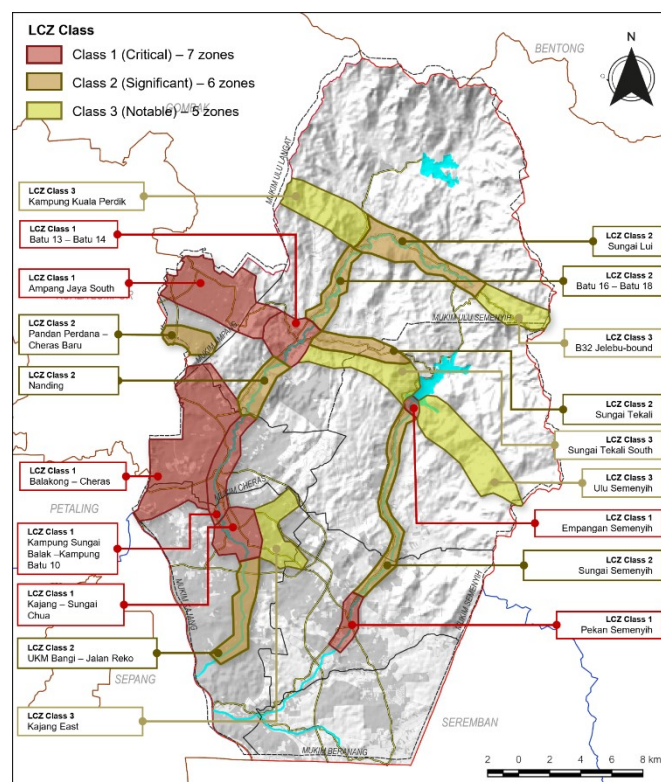 LCZ Class
Class 1 (Critical) – 7 zones
Class 2 (Significant) – 6 zones
Class 3 (Notable) – 5 zones
BENTONG
N
GOMBAK
MUKIM ULU LANGAT
LCZ Class 3
Kampung Kuala Perdik
LCZ Class 1
Batu 13 – Batu 14
LCZ Class 2
Sungai Lui
LCZ Class 1
Ampang Jaya South
LCZ Class 2
Batu 16 – Batu 18
LCZ Class 2
Pandan Perdana –
Cheras Baru
MUKIM AMPANG
MUKIM ULU SEMENYIH
LCZ Class 3
B32 Jelebu-bound
LCZ Class 2
Nanding
LCZ Class 2
Sungai Tekali
LCZ Class 3
Sungai Tekali South
LCZ Class 1
Balakong – Cheras
LCZ Class 3
Ulu Semenyih
PETALING
MUKIM CHERAS
LCZ Class 1
Kampung Sungai
Balak –Kampung
Batu 10
LCZ Class 1
Empangan Semenyih
LCZ Class 2
Sungai Semenyih
LCZ Class 1
Kajang – Sungai
Chua
MUKIM KAJANG
MUKIM SEMENYIH
LCZ Class 1
Pekan Semenyih
LCZ Class 2
UKM Bangi – Jalan Reko
SEPANG
LCZ Class 3
Kajang East
SEREMBAN
MUKIM BERANANG
2 0 2 4 6 8 km